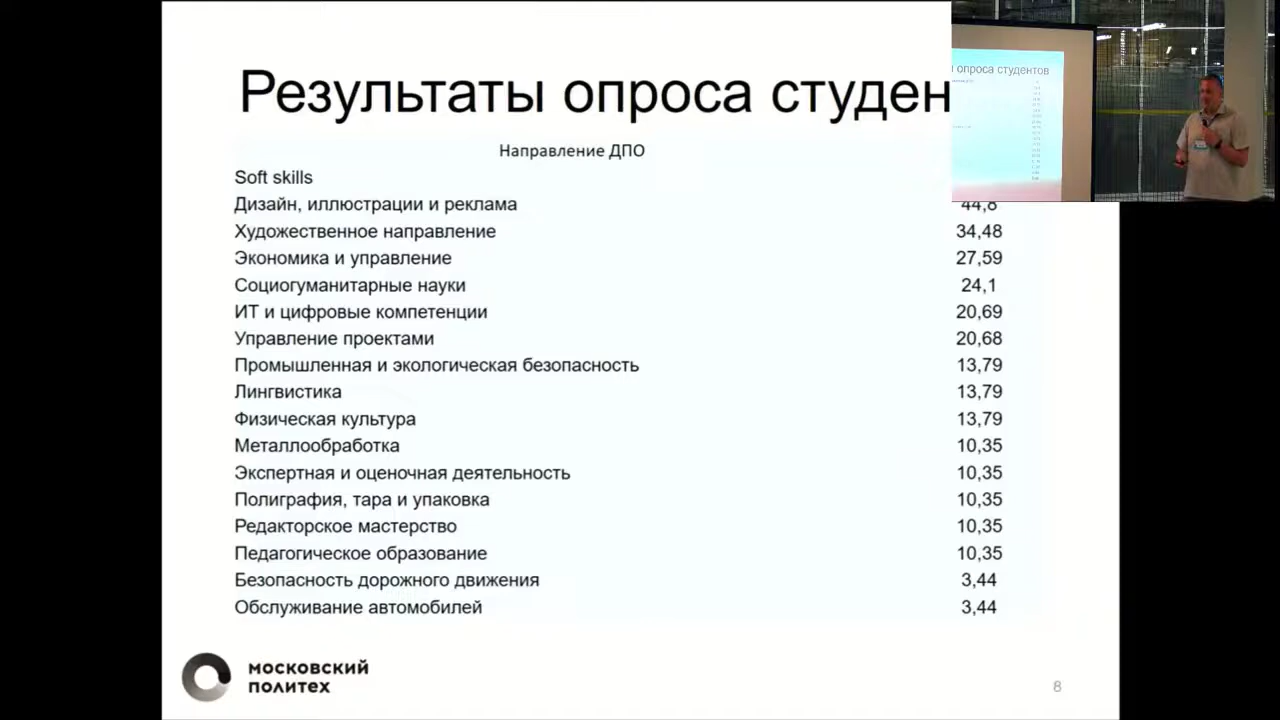 Результаты опроса студен
Направление ДПО
Soft skills
Дизайн, иллюстрации и реклама 44,8
Художественное направление 34,48
Экономика и управление 27,59
Социогуманитарные науки 24,1
ИТ и цифровые компетенции 20,69
Управление проектами 20,68
Промышленная и экологическая безопасность 13,79
Лингвистика 13,79
Физическая культура 13,79
Металлообработка 10,35
Экспертная и оценочная деятельность 10,35
Полиграфия, тара и упаковка 10,35
Редакторское мастерство 10,35
Педагогическое образование 10,35
Безопасность дорожного движения 3,44
Обслуживание автомобилей 3,44
московский
политех
8
опроса студентов